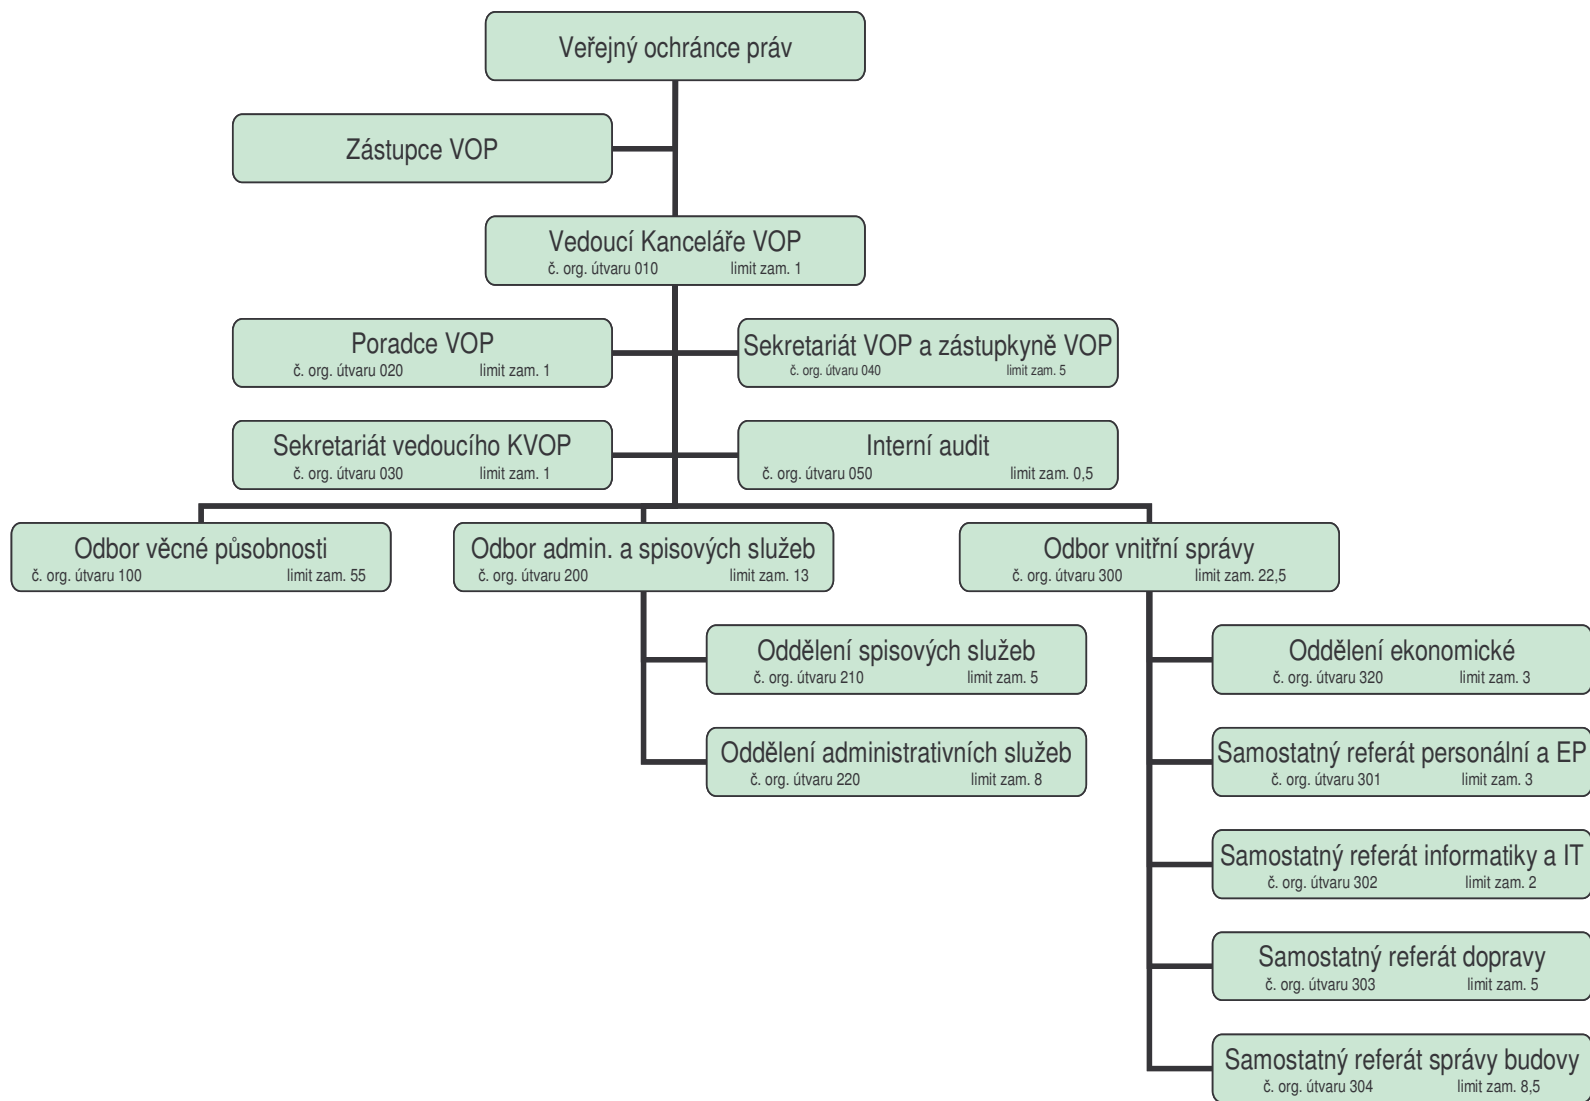 Veřejný ochránce práv
Zástupce VOP
Vedoucí Kanceláře VOP
č. org. útvaru 010 limit zam. 1
Poradce VOP
č. org. útvaru 020 limit zam. 1
Sekretariát VOP a zástupkyně VOP
č. org. útvaru 040 limit zam. 5
Sekretariát vedoucího KVOP
č. org. útvaru 030 limit zam. 1
Interní audit
č. org. útvaru 050 limit zam. 0,5
Odbor věcné působnosti
č. org. útvaru 100 limit zam. 55
Odbor admin. a spisových služeb
č. org. útvaru 200 limit zam. 13
Odbor vnitřní správy
č. org. útvaru 300 limit zam. 22,5
Oddělení spisových služeb
č. org. útvaru 210 limit zam. 5
Oddělení administrativních služeb
č. org. útvaru 220 limit zam. 8
Oddělení ekonomické
č. org. útvaru 320 limit zam. 3
Samostatný referát personální a EP
č. org. útvaru 301 limit zam. 3
Samostatný referát informatiky a IT
č. org. útvaru 302 limit zam. 2
Samostatný referát dopravy
č. org. útvaru 303 limit zam. 5
Samostatný referát správy budovy
č. org. útvaru 304 limit zam. 8,5